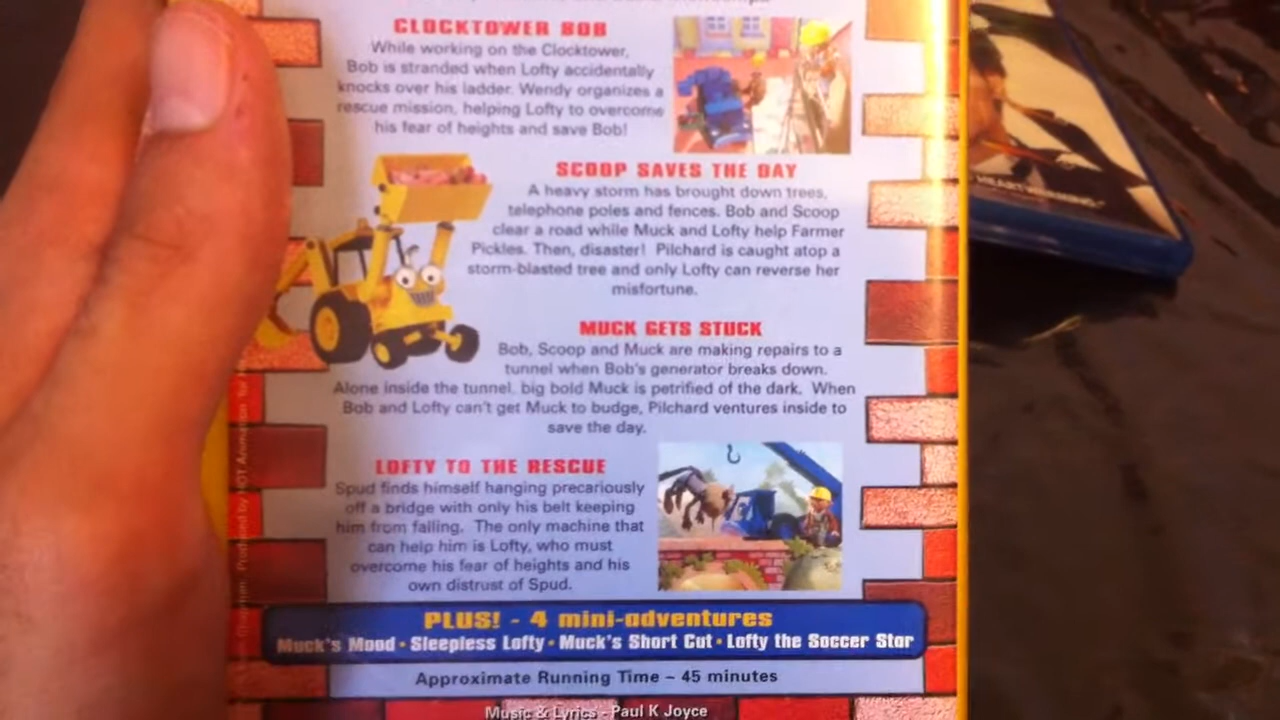 CLOCKTOWER BOB
While working on the Clocktower,
Bob is stranded when Lofty accidentally
knocks over his ladder. Wendy organizes a
rescue mission, helping Lofty to overcome
his fear of heights and save Bob!
SCOOP SAVES THE DAY
A heavy storm has brought down trees,
telephone poles and fences. Bob and Scoop
clear a road while Muck and Lofty help Farmer
Pickles. Then, disaster! Pilchard is caught atop a
storm-blasted tree and only Lofty can reverse her
misfortune.
MUCK GETS STUCK
Bob, Scoop and Muck are making repairs to a
tunnel when Bob's generator breaks down.
Alone inside the tunnel, big bold Muck is petrified of the dark. When
Bob and Lofty can't get Muck to budge, Pilchard ventures inside to
save the day.
LOFTY TO THE RESCUE
Spud finds himself hanging precariously
off a bridge with only his belt keeping
him from falling. The only machine that
can help him is Lofty, who must
overcome his fear of heights and his
own distrust of Spud.
PLUS! - 4 mini-adventures
Muck's Mood • Sleepless Lofty • Muck's Short Cut • Lofty the Soccer Star
Approximate Running Time - 45 minutes
Music & Lyrics - Paul K Joyce
Produced by HOT Animation for